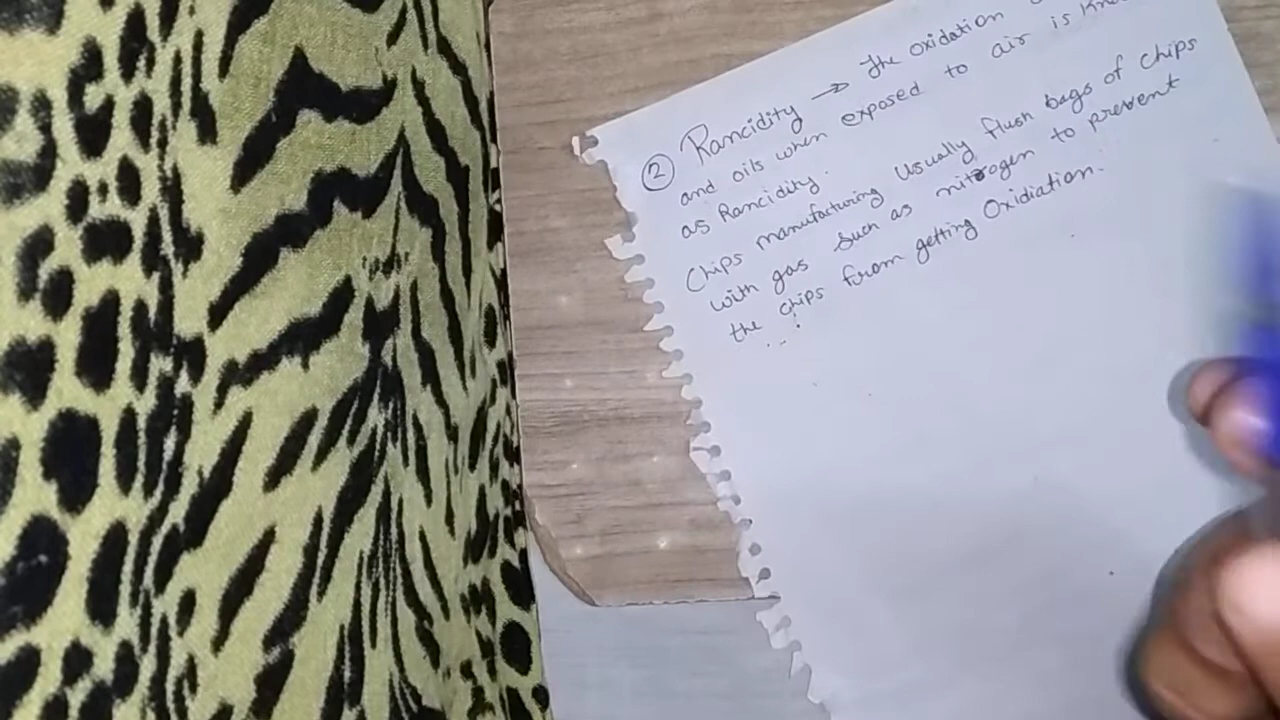 ② Rancidity → The oxidation
and oils when exposed to air is
as Rancidity.
Chips manufacturing Usually flush bags of chips
with gas such as nitrogen to prevent
the chips from getting Oxidiation.